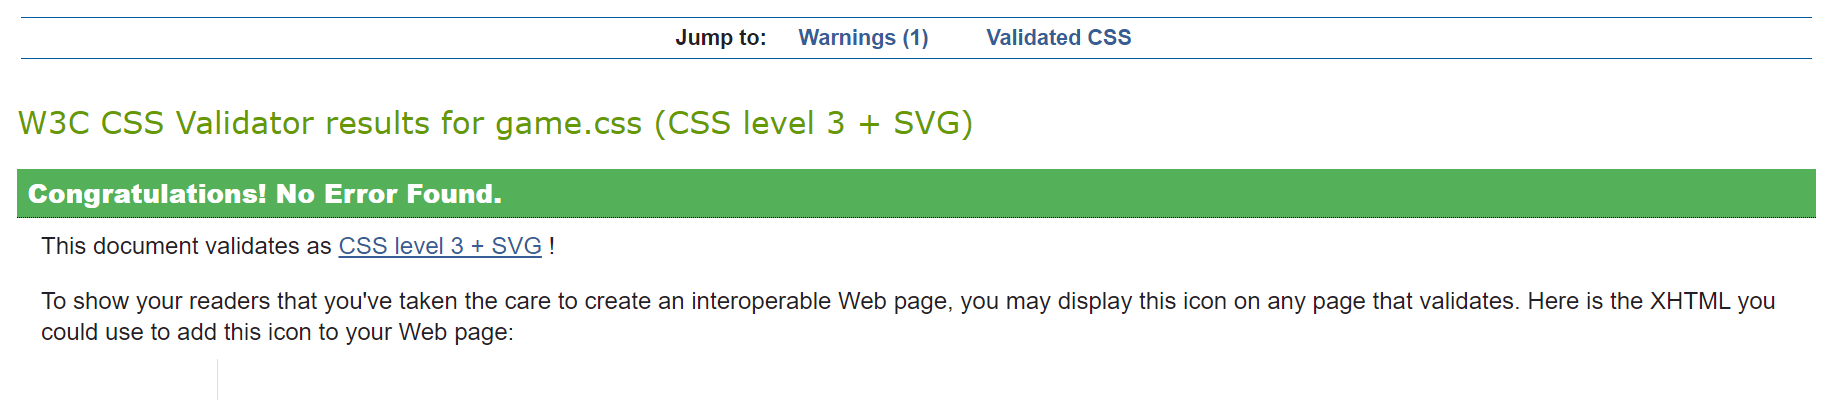 Jump to: Warnings (1) Validated CSS
W3C CSS Validator results for game.css (CSS level 3 + SVG)
Congratulations! No Error Found.
This document validates as CSS level 3 + SVG !
To show your readers that you've taken the care to create an interoperable Web page, you may display this icon on any page that validates. Here is the XHTML you
could use to add this icon to your Web page: